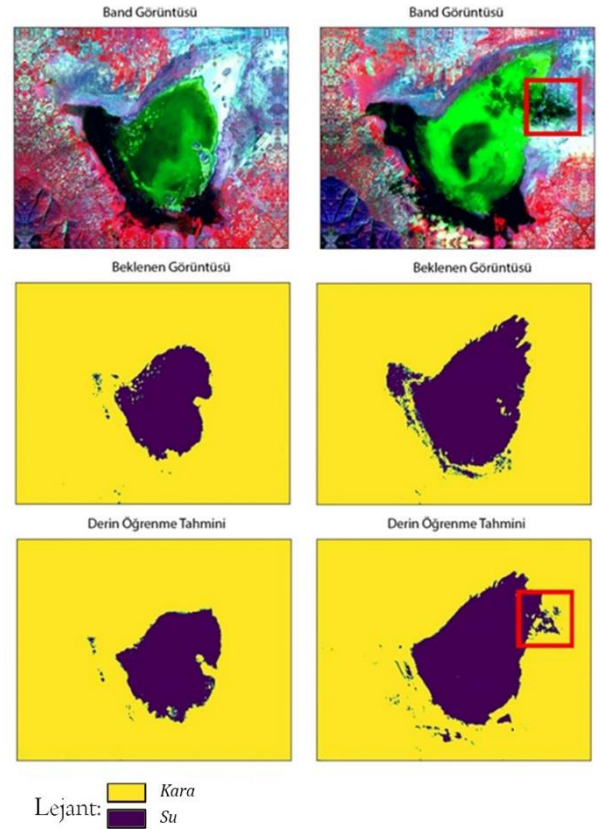 Band Görüntüsü
Band Görüntüsü
Beklenen Görüntüsü
Beklenen Görüntüsü
Derin Öğrenme Tahmini
Derin Öğrenme Tahmini
Lejant:
Kara
Su